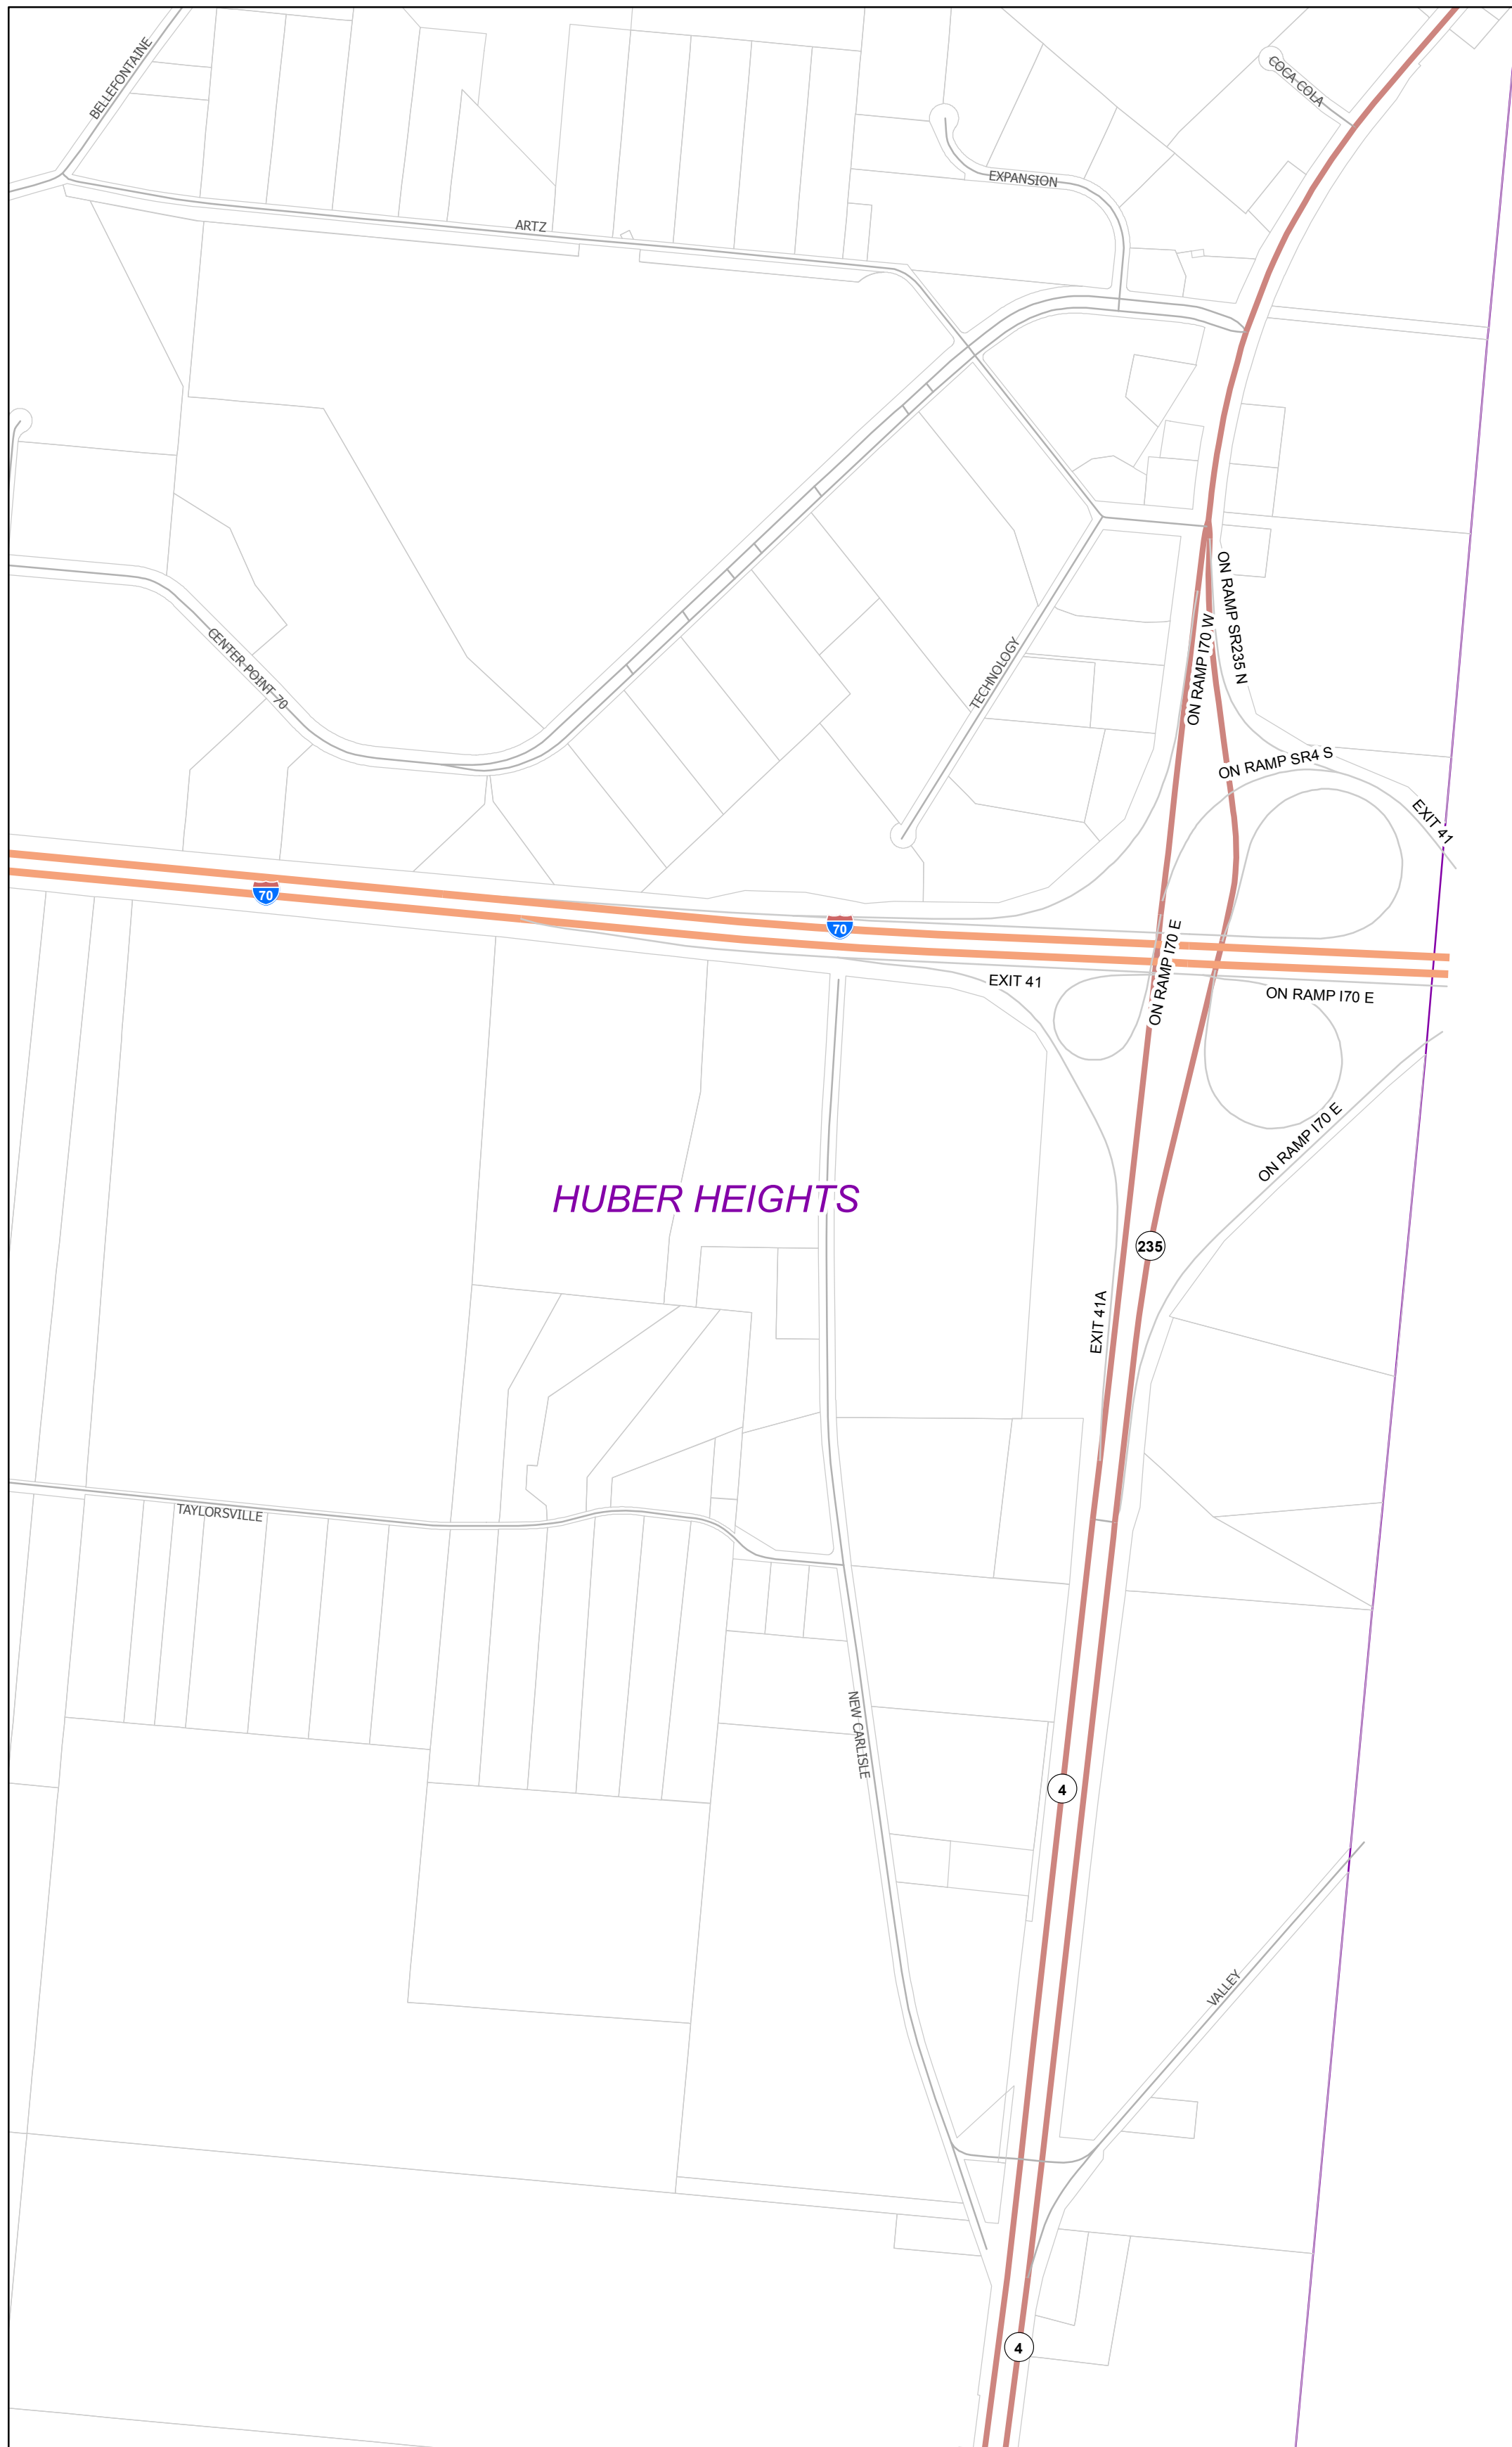 BELLEFONTAINE
COCA COLA
EXPANSION
ARTZ
ON RAMP SR235 N
ON RAMP I70 W
CENTER POINT 70
TECHNOLOGY
ON RAMP SR4 S
EXIT 41
70
70
ON RAMP I70 E
EXIT 41
ON RAMP I70 E
ON RAMP I70 E
HUBER HEIGHTS
235
EXIT 41A
TAYLORSVILLE
NEW CARLISLE
4
VALLEY
4